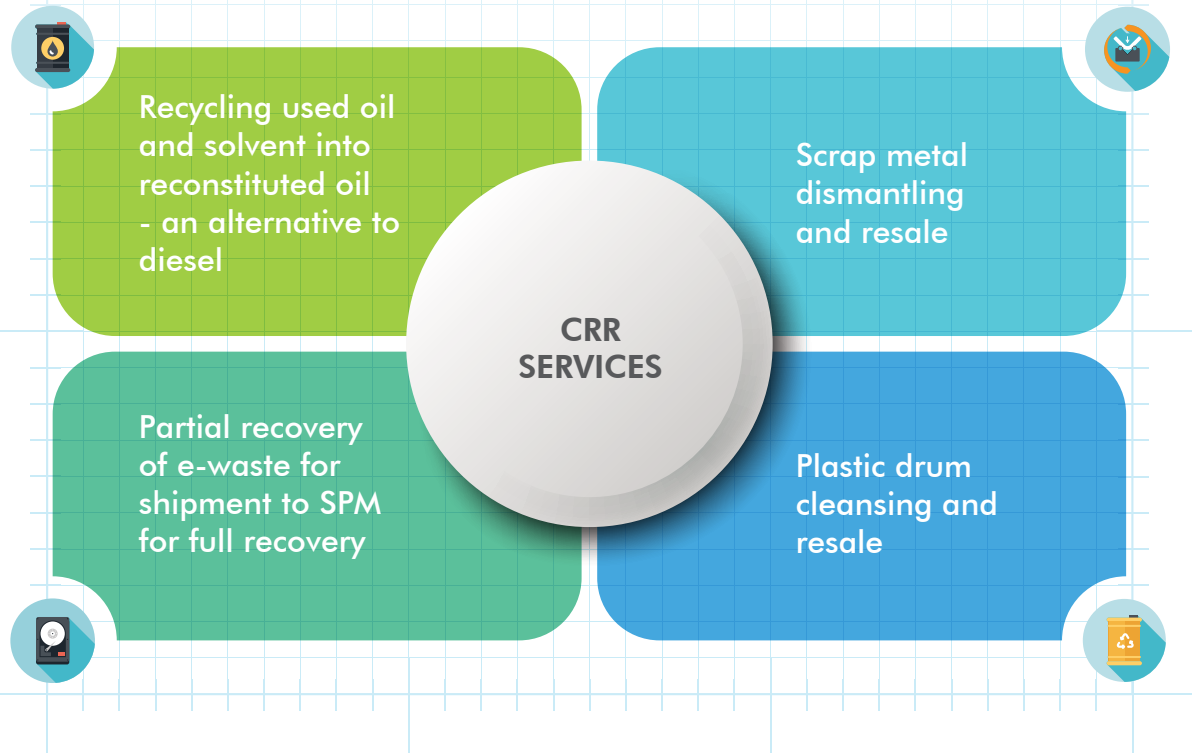 Recycling used oil
and solvent into
reconstituted oil
- an alternative to
diesel
Scrap metal
dismantling
and resale
CRR
SERVICES
Partial recovery
of e-waste for
shipment to SPM
for full recovery
Plastic drum
cleansing and
resale